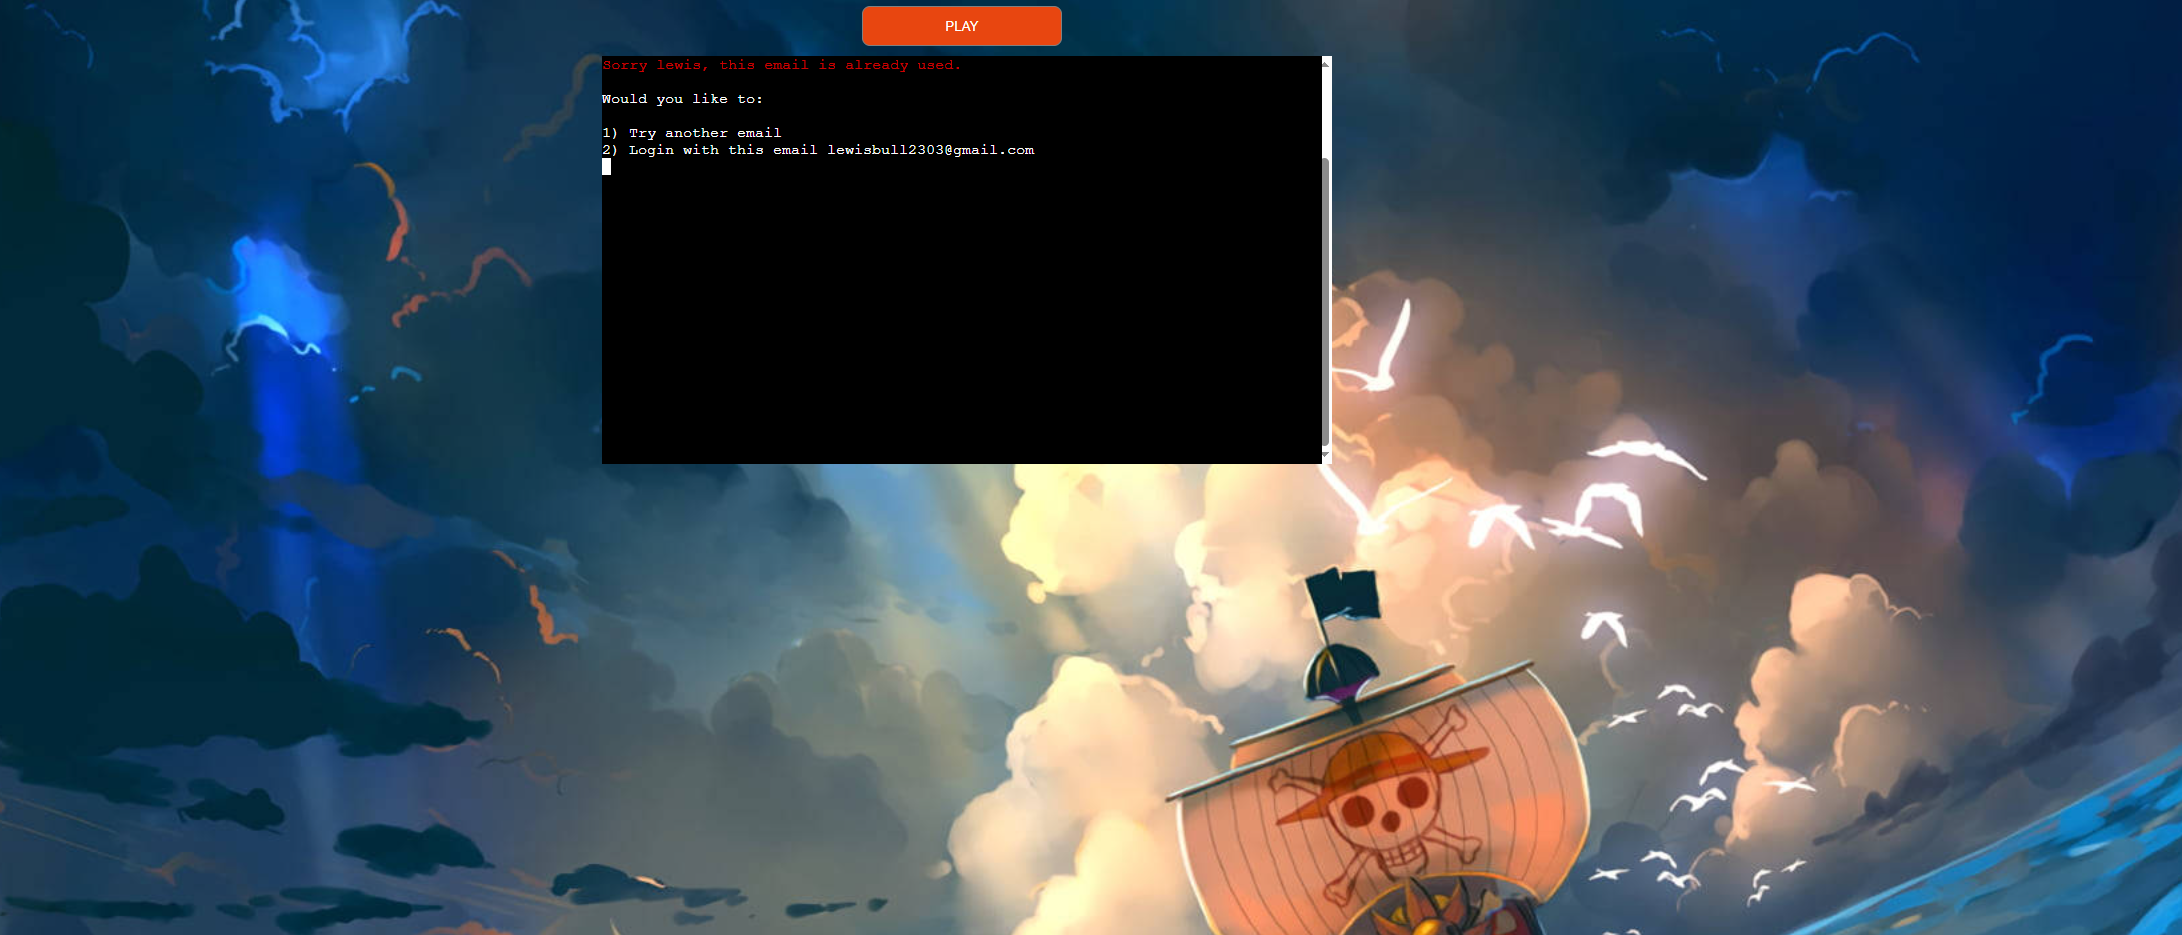 PLAY
Sorry lewis, this email is already used.
Would you like to:
1) Try another email
2) Login with this email lewisbull2303@gmail.com